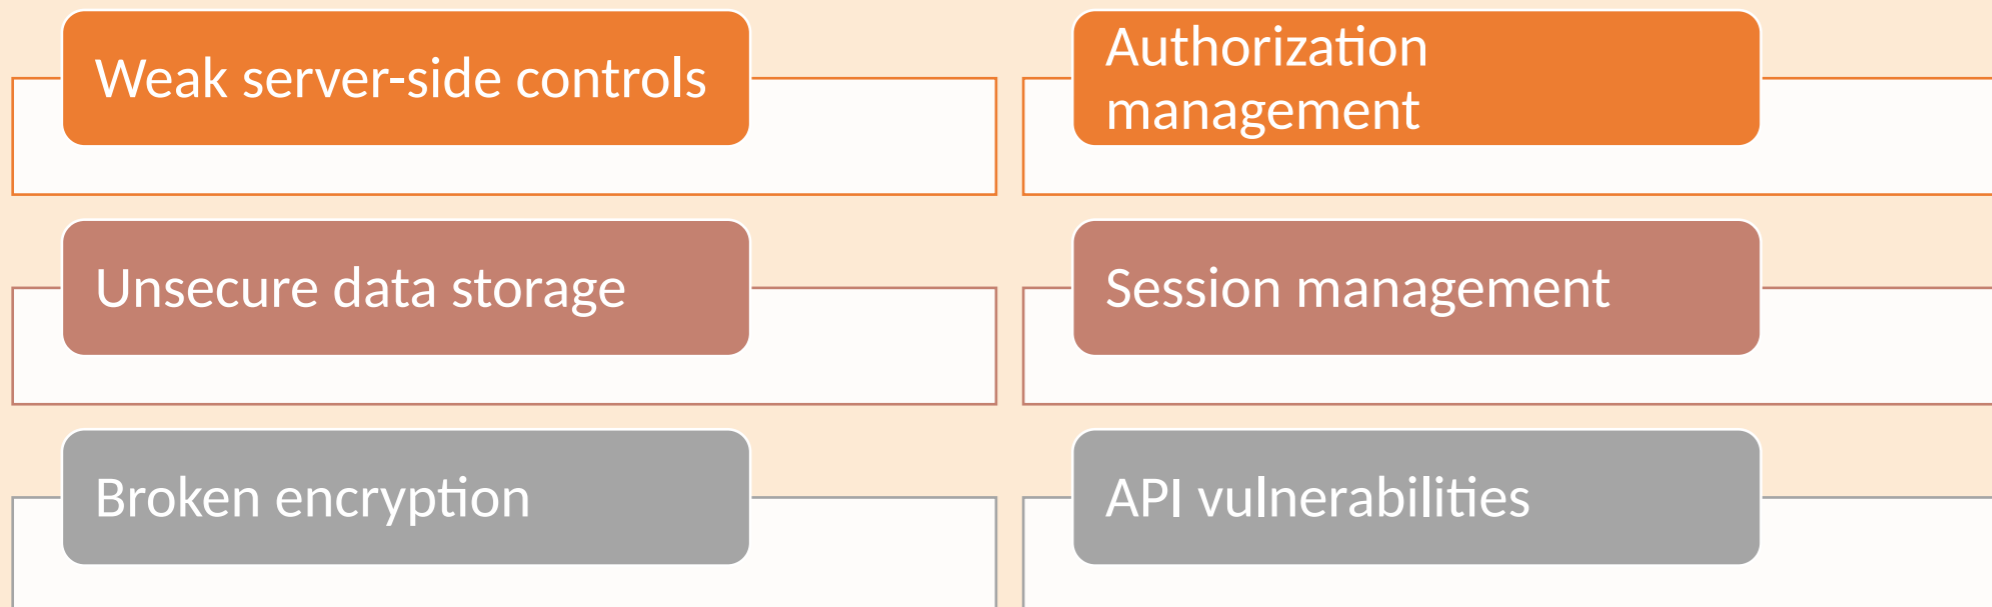 Weak server-side controls
Authorization
management
Unsecure data storage
Session management
Broken encryption
API vulnerabilities